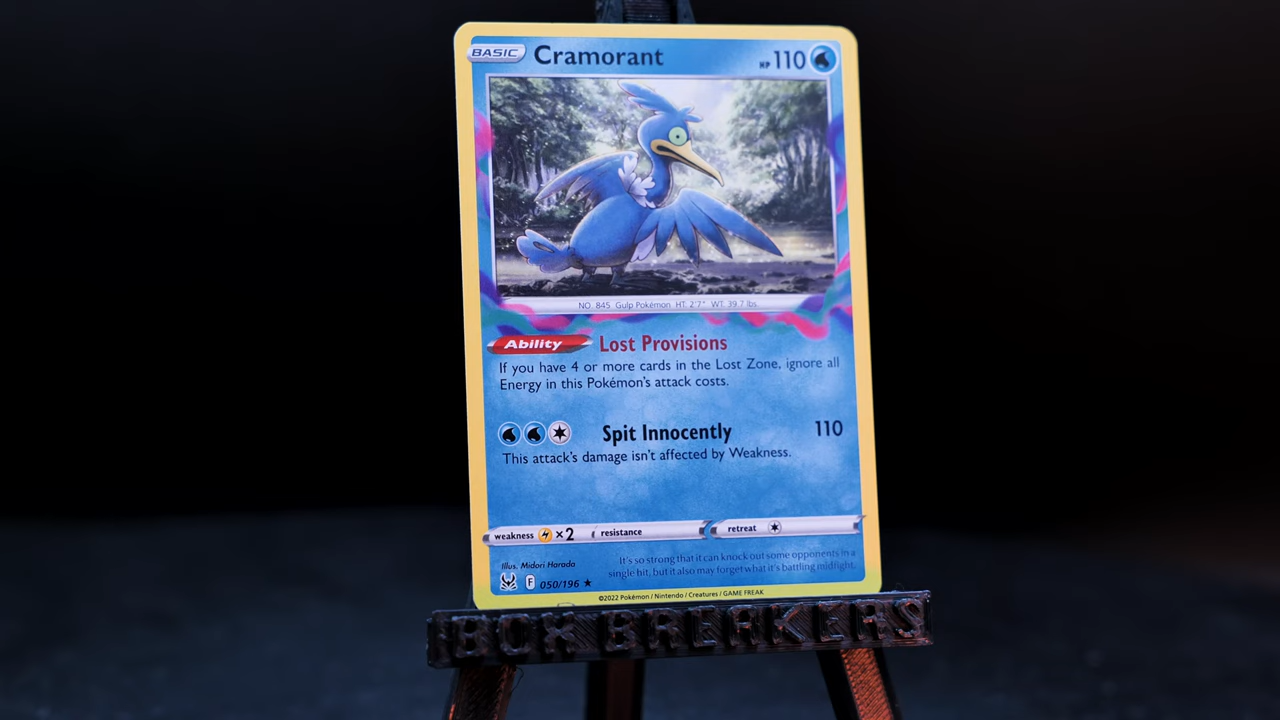 BASIC Cramorant HP 110
NO. 845 Gulp Pokémon HT: 2'7" WT: 39.7 lbs.
Ability Lost Provisions
If you have 4 or more cards in the Lost Zone, ignore all
Energy in this Pokémon's attack costs.
Spit Innocently 110
This attack's damage isn't affected by Weakness.
weakness ×2 resistance retreat
Illus. Midori Harada
It's so strong that it can knock out some opponents in a
single hit, but it also may forget what it's battling midfight.
F 050/196 ★
©2022 Pokémon / Nintendo / Creatures / GAME FREAK
BOX BREAKERS